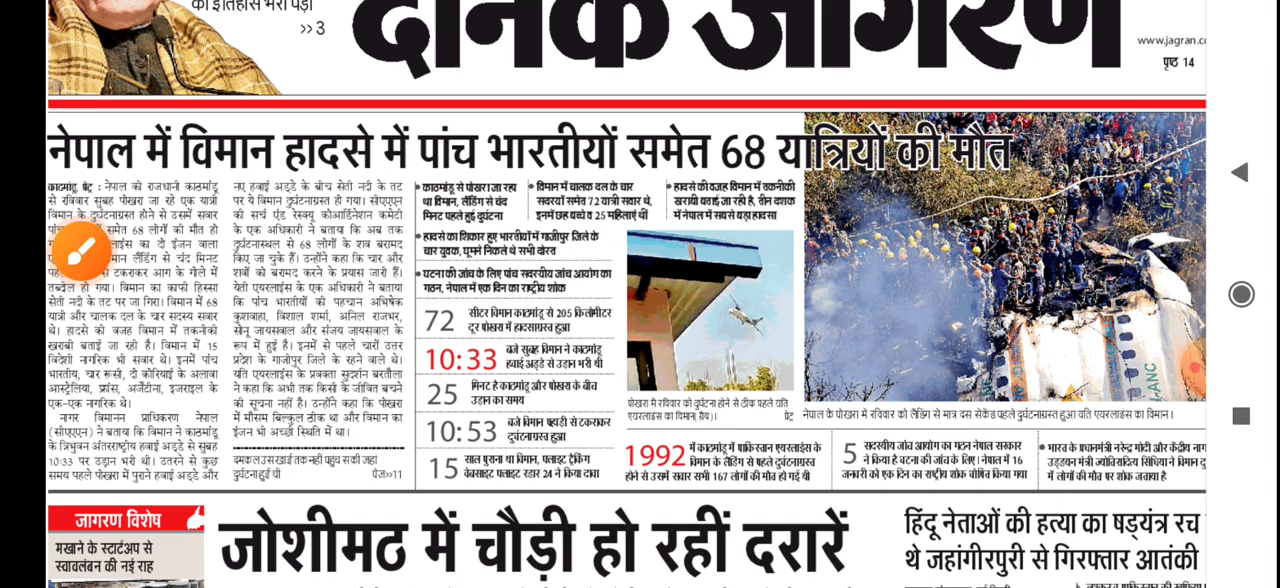 का इतिहास भरा पड़ा
>> 3
दैनिक जागरण
पृष्ठ 14
नेपाल में विमान हादसे में पांच भारतीयों समेत 68 यात्रियों की मौत
काठमांडू, प्रेट्र : नेपाल की राजधानी काठमांडू
से रविवार सुबह पोखरा जा रहे एक यात्री
विमान के दुर्घटनाग्रस्त होने से उसमें सवार
समेत 68 लोगों की मौत हो
का दो इंजन वाला
लैंडिंग से चंद मिनट
से टकराकर आग के गोले में
तब्दील हो गया। विमान का काफी हिस्सा
सेती नदी के तट पर जा गिरा। विमान में 68
यात्री और चालक दल के चार सदस्य सवार
थे। हादसे की वजह विमान में तकनीकी
खराबी बताई जा रही है। विमान में 15
विदेशी नागरिक भी सवार थे। इनमें पांच
भारतीय, चार रूसी, दो कोरियाई के अलावा
आस्ट्रेलिया, फ्रांस, अर्जेंटीना, इजराइल के
एक-एक नागरिक थे।
नागर विमानन प्राधिकरण नेपाल
(सीएएएन) ने बताया कि विमान ने काठमांडू
के त्रिभुवन अंतरराष्ट्रीय हवाई अड्डे से सुबह
10:33 पर उड़ान भरी थी। उतरने से कुछ
समय पहले पोखरा में पुराने हवाई अड्डे और
नए हवाई अड्डे के बीच सेती नदी के तट
पर ये विमान दुर्घटनाग्रस्त हो गया। सीएएएन
की सर्च एंड रेस्क्यू कोआर्डिनेशन कमेटी
के एक अधिकारी ने बताया कि अब तक
दुर्घटनास्थल से 68 लोगों के शव बरामद
किए जा चुके हैं। उन्होंने कहा कि चार और
शवों को बरामद करने के प्रयास जारी हैं।
येती एयरलाइंस के एक अधिकारी ने बताया
कि पांच भारतीयों की पहचान अभिषेक
कुशवाहा, विशाल शर्मा, अनिल राजभर,
सोनू जायसवाल और संजय जायसवाल के
रूप में हुई है। इनमें से पहले चारों उत्तर
प्रदेश के गाजीपुर जिले के रहने वाले थे।
यति एयरलाइंस के प्रवक्ता सुदर्शन बरतौला
ने कहा कि अभी तक किसी के जीवित बचने
की सूचना नहीं है। उन्होंने कहा कि पोखरा
में मौसम बिल्कुल ठीक था और विमान का
इंजन भी अच्छी स्थिति में था।
दमकल उस खाई तक नहीं पहुंच सकी जहां
दुर्घटना हुई थी पेज>>11
• काठमांडू से पोखरा जा रहा
था विमान, लैंडिंग से चंद
मिनट पहले हुई दुर्घटना
• विमान में चालक दल के चार
सदस्यों समेत 72 यात्री सवार थे,
इनमें छह बच्चे व 25 महिलाएं थीं
• हादसे की वजह विमान में तकनीकी
खराबी बताई जा रही है, तीन दशक
में नेपाल में सबसे बड़ा हादसा
• हादसे का शिकार हुए भारतीयों में गाजीपुर जिले के
चार युवक, घूमने निकले थे सभी दोस्त
• घटना की जांच के लिए पांच सदस्यीय जांच आयोग का
गठन, नेपाल में एक दिन का राष्ट्रीय शोक
72 सीटर विमान काठमांडू से 205 किलोमीटर
दूर पोखरा में हादसाग्रस्त हुआ
10:33 बजे सुबह विमान ने काठमांडू
हवाई अड्डे से उड़ान भरी थी
25 मिनट है काठमांडू और पोखरा के बीच
उड़ान का समय
10:53 बजे विमान पहाड़ी से टकराकर
दुर्घटनाग्रस्त हुआ
15 साल पुराना था विमान, फ्लाइट ट्रैकिंग
वेबसाइट फ्लाइट रडार 24 ने किया दावा
पोखरा में रविवार को दुर्घटना होने से ठीक पहले यति
एयरलाइंस का विमान( ग्रैब)। प्रेट्र
नेपाल के पोखरा में रविवार को लैंडिंग से मात्र दस सेकेंड पहले दुर्घटनाग्रस्त हुआ यति एयरलाइंस का विमान।
1992 में काठमांडू में पाकिस्तान एयरलाइंस के
विमान के लैंडिंग से पहले दुर्घटनाग्रस्त
होने से उसमें सवार सभी 167 लोगों की मौत हो गई थी
5 सदस्यीय जांच आयोग का गठन नेपाल सरकार
ने किया है घटना की जांच के लिए। नेपाल में 16
जनवरी को एक दिन का राष्ट्रीय शोक घोषित किया गया
• भारत के प्रधानमंत्री नरेन्द्र मोदी और केंद्रीय नाग
उड्डयन मंत्री ज्योतिरादित्य सिंधिया ने विमान दु
में लोगों की मौत पर शोक जताया है
जागरण विशेष
मखाने के स्टार्टअप से
स्वावलंबन की नई राह
जोशीमठ में चौड़ी हो रहीं दरारें
हिंदू नेताओं की हत्या का षड्यंत्र रच
थे जहांगीरपुरी से गिरफ्तार आतंकी